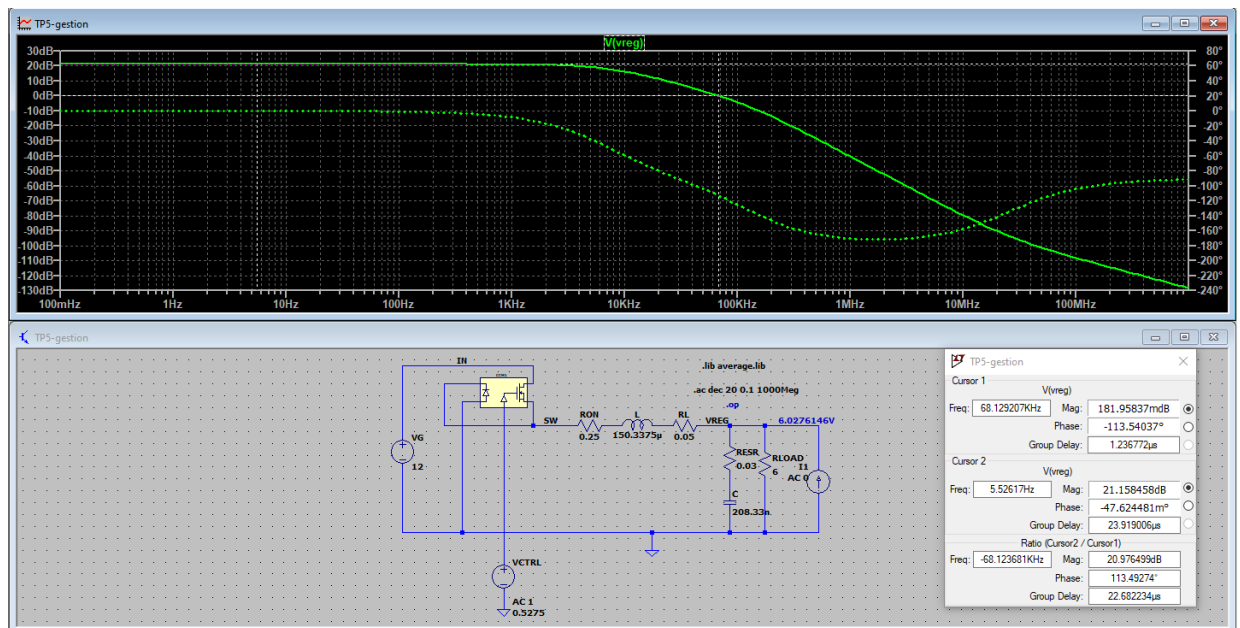 TP5-gestion
V(vreg)
30dB
20dB
10dB
0dB
-10dB
-20dB
-30dB
-40dB
-50dB
-60dB
-70dB
-80dB
-90dB
-100dB
-110dB
-120dB
-130dB
80°
60°
40°
20°
0°
-20°
-40°
-60°
-80°
-100°
-120°
-140°
-160°
-180°
-200°
-220°
-240°
100mHz 1Hz 10Hz 100Hz 1KHz 10KHz 100KHz 1MHz 10MHz 100MHz
TP5-gestion
IN
.lib average.lib
.ac dec 20 0.1 1000Meg
.op
SW
RON
0.25
L
150.3375µ
RL
0.05
VREG
6.0276146V
VG
12
RESR
0.03
RLOAD
6
I1
AC 0
C
208.33n
VCTRL
AC 1
0.5275
TP5-gestion
Cursor 1
V(vreg)
Freq: 68.129207KHz Mag: 181.95837mdB
Phase: -113.54037°
Group Delay: 1.236772µs
Cursor 2
V(vreg)
Freq: 5.52617Hz Mag: 21.158458dB
Phase: -47.624481m°
Group Delay: 23.919006µs
Ratio (Cursor2 / Cursor1)
Freq: -68.123681KHz Mag: 20.976499dB
Phase: 113.49274°
Group Delay: 22.682234µs